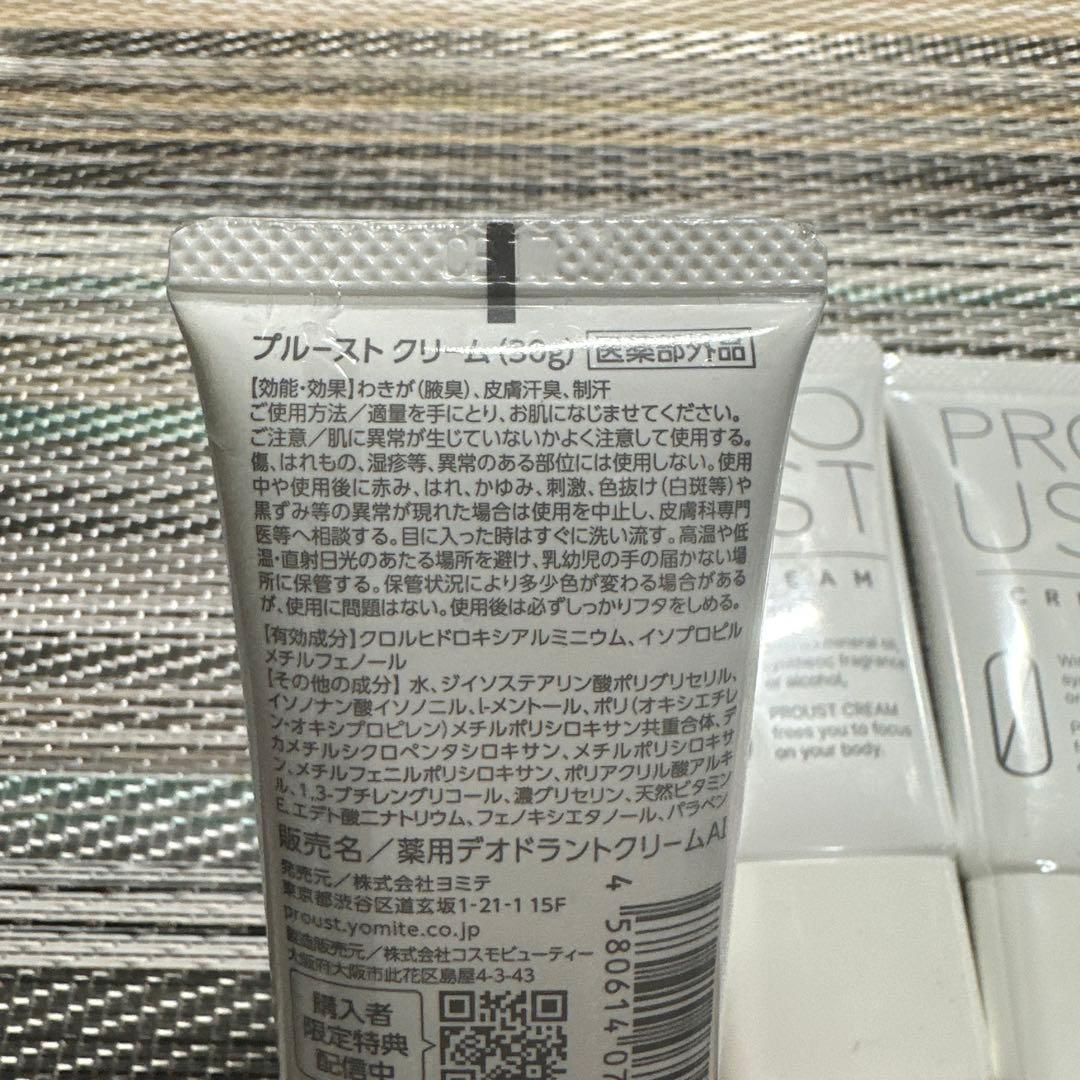 プルースト クリーム(30g) 医薬部外品
【効能・効果】わきが(腋臭)、皮膚汗臭、制汗
ご使用方法／適量を手にとり、お肌になじませてください。
ご注意／肌に異常が生じていないかよく注意して使用する。
傷、はれもの、湿疹等、異常のある部位には使用しない。使用
中や使用後に赤み、はれ、かゆみ、刺激、色抜け(白斑等)や
黒ずみ等の異常が現れた場合は使用を中止し、皮膚科専門
医等へ相談する。目に入った時はすぐに洗い流す。高温や低
温・直射日光のあたる場所を避け、乳幼児の手の届かない場
所に保管する。保管状況により多少色が変わる場合がある
が、使用に問題はない。使用後は必ずしっかりフタをしめる。
【有効成分】クロルヒドロキシアルミニウム、イソプロピル
メチルフェノール
【その他の成分】水、ジイソステアリン酸ポリグリセリル、
イソノナン酸イソノニル、l-メントール、ポリ(オキシエチレ
ン・オキシプロピレン)メチルポリシロキサン共重合体、デ
カメチルシクロペンタシロキサン、メチルポリシロキサ
ン、メチルフェニルポリシロキサン、ポリアクリル酸アルキ
ル、1,3-ブチレングリコール、濃グリセリン、天然ビタミン
E、エデト酸二ナトリウム、フェノキシエタノール、パラベン
販売名／薬用デオドラントクリームAI
発売元／株式会社ヨミテ
東京都渋谷区道玄坂1-21-1 15F
proust.yomite.co.jp
製造販売元／株式会社コスモビューティー
大阪府大阪市此花区島屋4-3-43
購入者
限定特典
配信中
4 580614 07
O
ST
EAM
mineral oil,
synthetic fragrance
or alcohol,
PROUST CREAM
frees you to focus
on your body.
PRO
US
CR